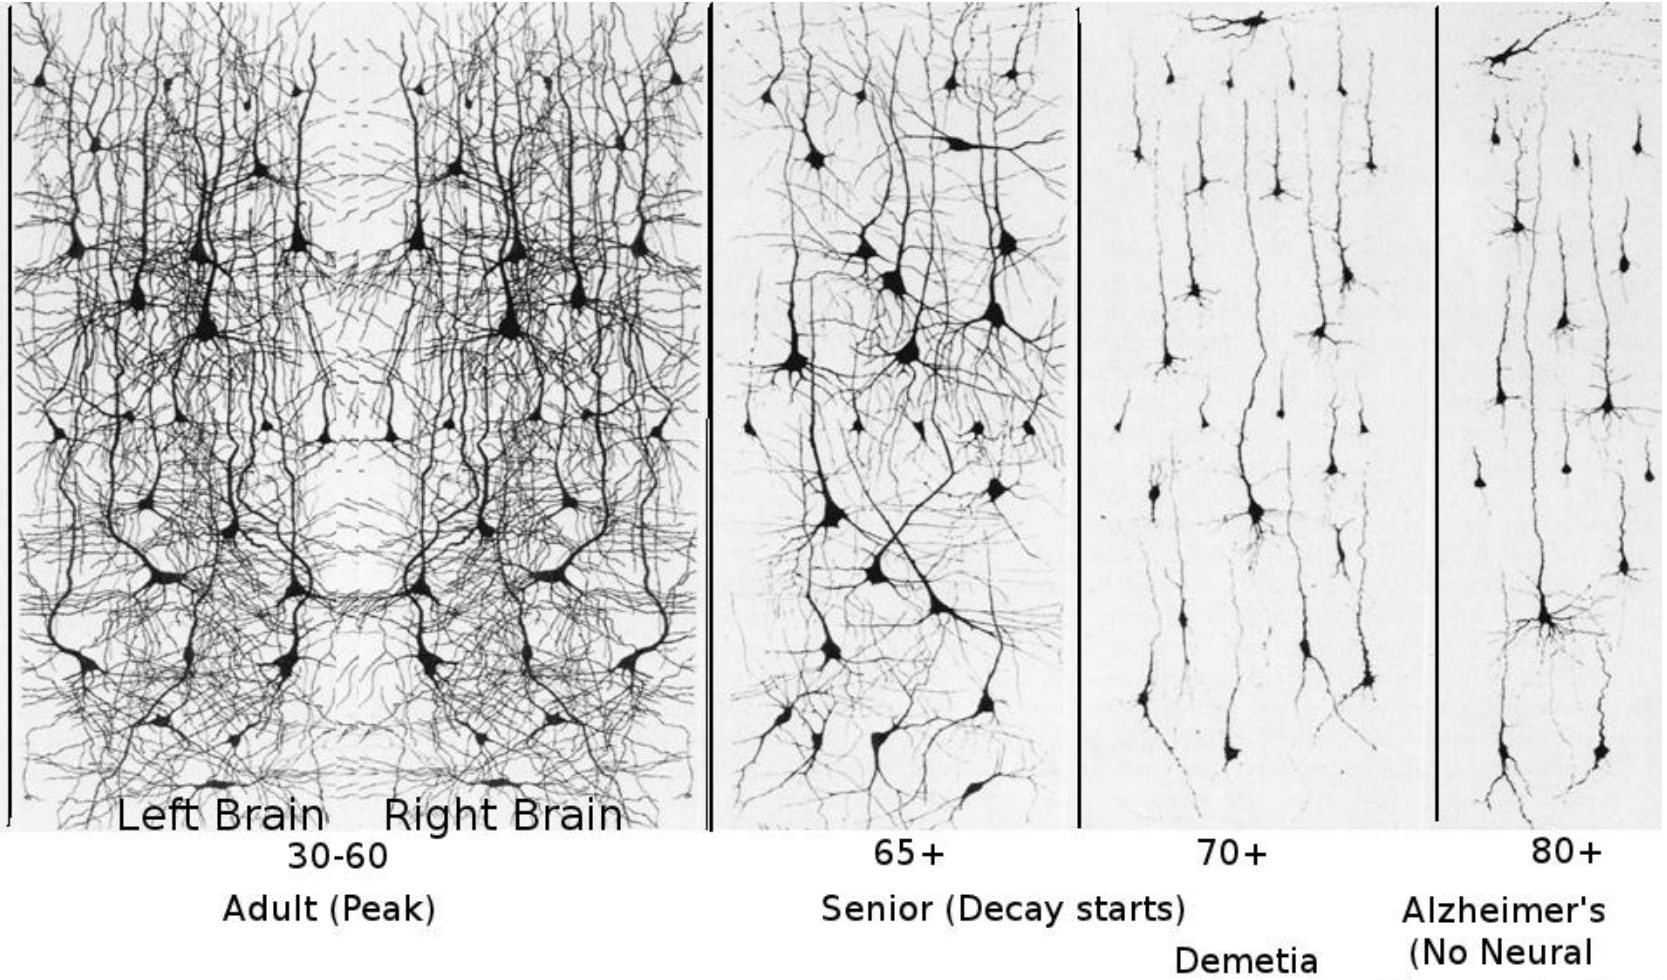 Left Brain
Right Brain
30-60
65+
70+
80+
Adult (Peak)
Senior (Decay starts)
Alzheimer's
(No Neural
Demetia